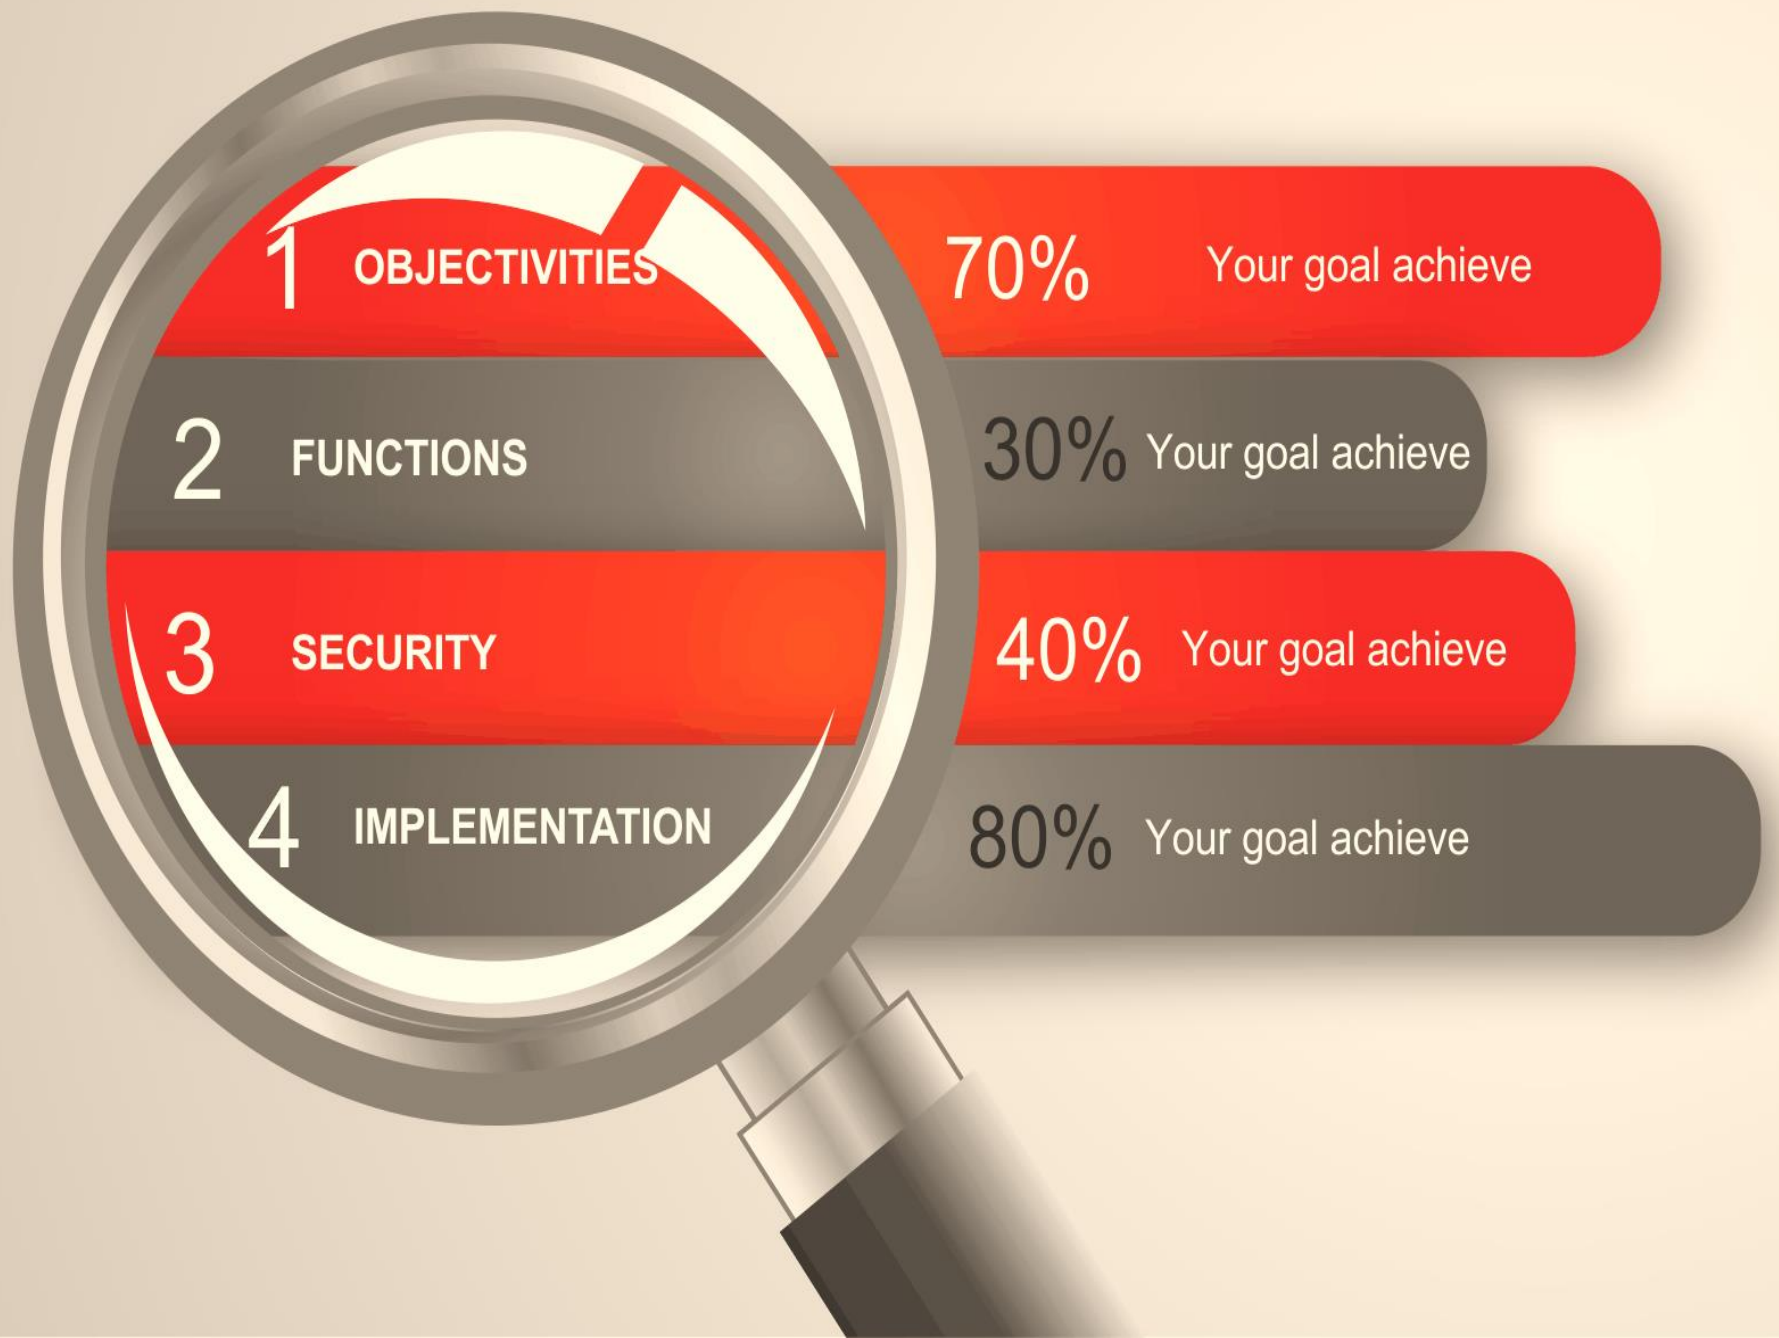 1 OBJECTIVITIES 70% Your goal achieve
2 FUNCTIONS 30% Your goal achieve
3 SECURITY 40% Your goal achieve
4 IMPLEMENTATION 80% Your goal achieve